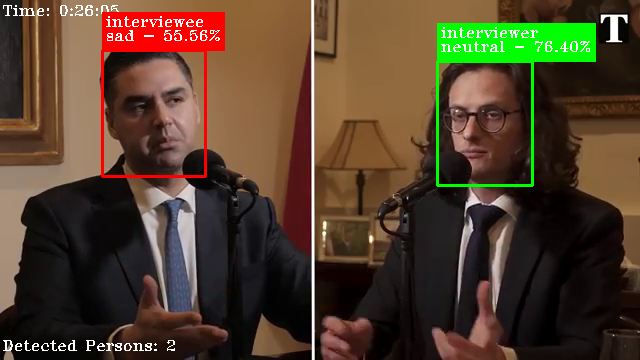 Time: 0:26:05
interviewee
sad - 55.56%
interviewer
neutral - 76.40%
T
Detected Persons: 2